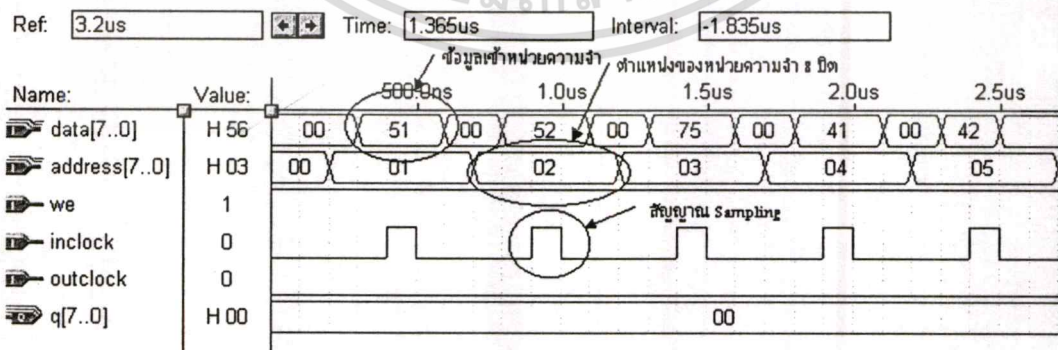 Ref: 3.2us Time: 1.365us Interval: -1.835us
ข้อมูลเข้าหน่วยความจำ
ตำแหน่งของหน่วยความจำ 8 บิต
Name: Value: 500.0ns 1.0us 1.5us 2.0us 2.5us
data[7..0] H 56 00 51 00 52 00 75 00 41 00 42
address[7..0] H 03 00 01 02 03 04 05
we 1
สัญญาณ Sampling
inclock 0
outclock 0
q[7..0] H 00 00